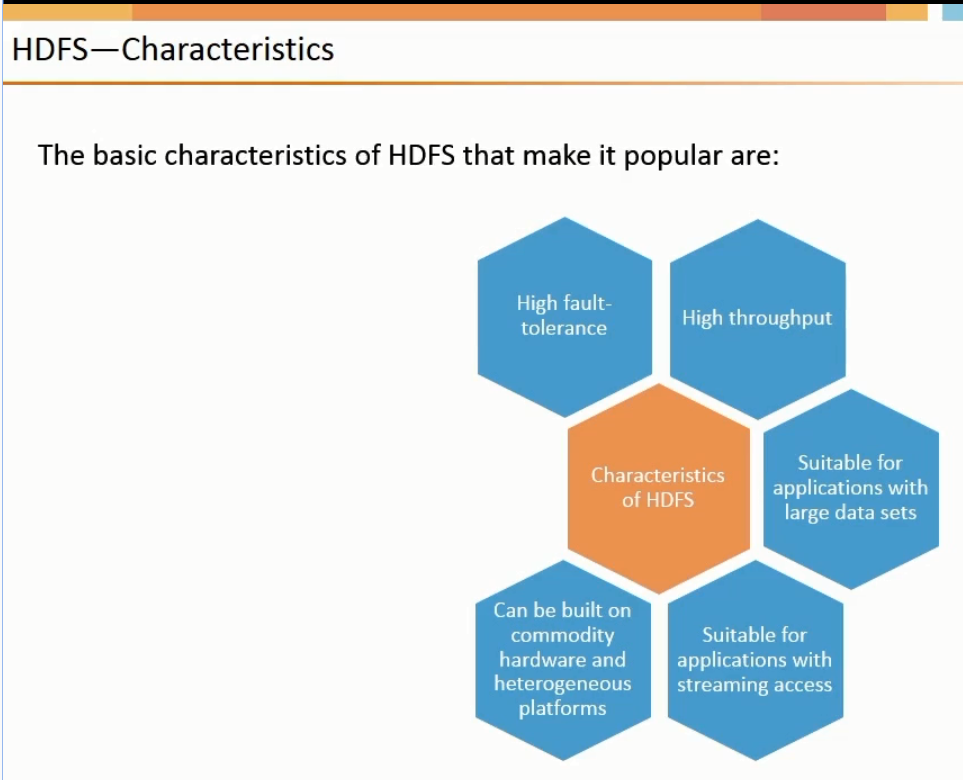 HDFS—Characteristics
The basic characteristics of HDFS that make it popular are:
High fault-
tolerance
High throughput
Characteristics
of HDFS
Suitable for
applications with
large data sets
Can be built on
commodity
hardware and
heterogeneous
platforms
Suitable for
applications with
streaming access